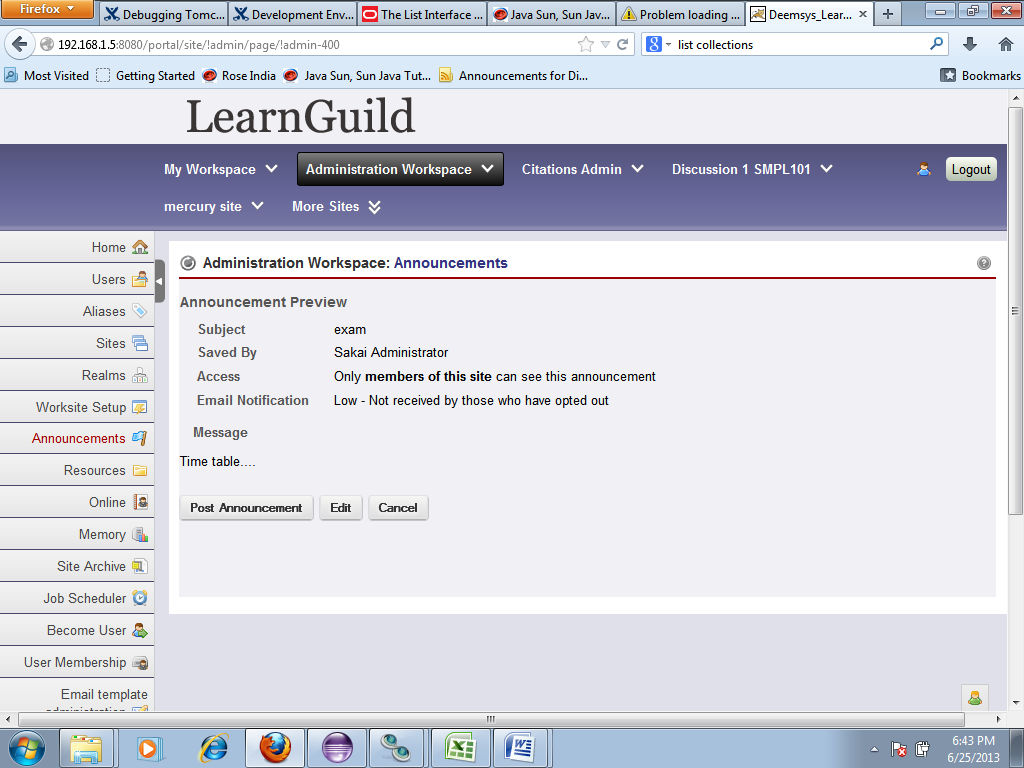 Firefox
Debugging Tomc...
Development Env...
The List Interface ...
Java Sun, Sun Jav...
Problem loading ...
Deemsys_Lear...
192.168.1.5:8080/portal/site/!admin/page/!admin-400
list collections
Most Visited
Getting Started
Rose India
Java Sun, Sun Java Tut...
Announcements for Di...
Bookmarks
LearnGuild
My Workspace
Administration Workspace
Citations Admin
Discussion 1 SMPL101
Logout
mercury site
More Sites
Home
Users
Aliases
Sites
Realms
Worksite Setup
Announcements
Resources
Online
Memory
Site Archive
Job Scheduler
Become User
User Membership
Email template
administration
Administration Workspace: Announcements
Announcement Preview
Subject exam
Saved By Sakai Administrator
Access Only members of this site can see this announcement
Email Notification Low - Not received by those who have opted out
Message
Time table....
Post Announcement
Edit
Cancel
6:43 PM
6/25/2013